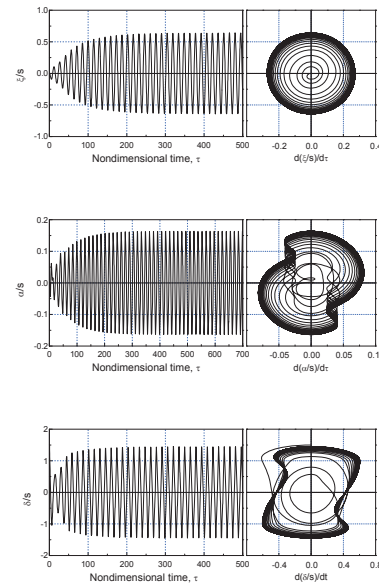 1.0
0.5
0.0
-0.5
-1.0
ξ/s
0 100 200 300 400 500
Nondimensional time, τ
-0.2 0.0 0.2 0.4
d(ξ/s)/dτ
0.2
0.1
0.0
-0.1
-0.2
α/s
0 100 200 300 400 500 600 700
Nondimensional time, τ
-0.05 0.00 0.05 0.1
d(α/s)/dτ
2
1
0
-1
-2
δ/s
0 100 200 300 400 500
Nondimensional time, τ
-0.4 0.0 0.4 0.8
d(δ/s)/dt